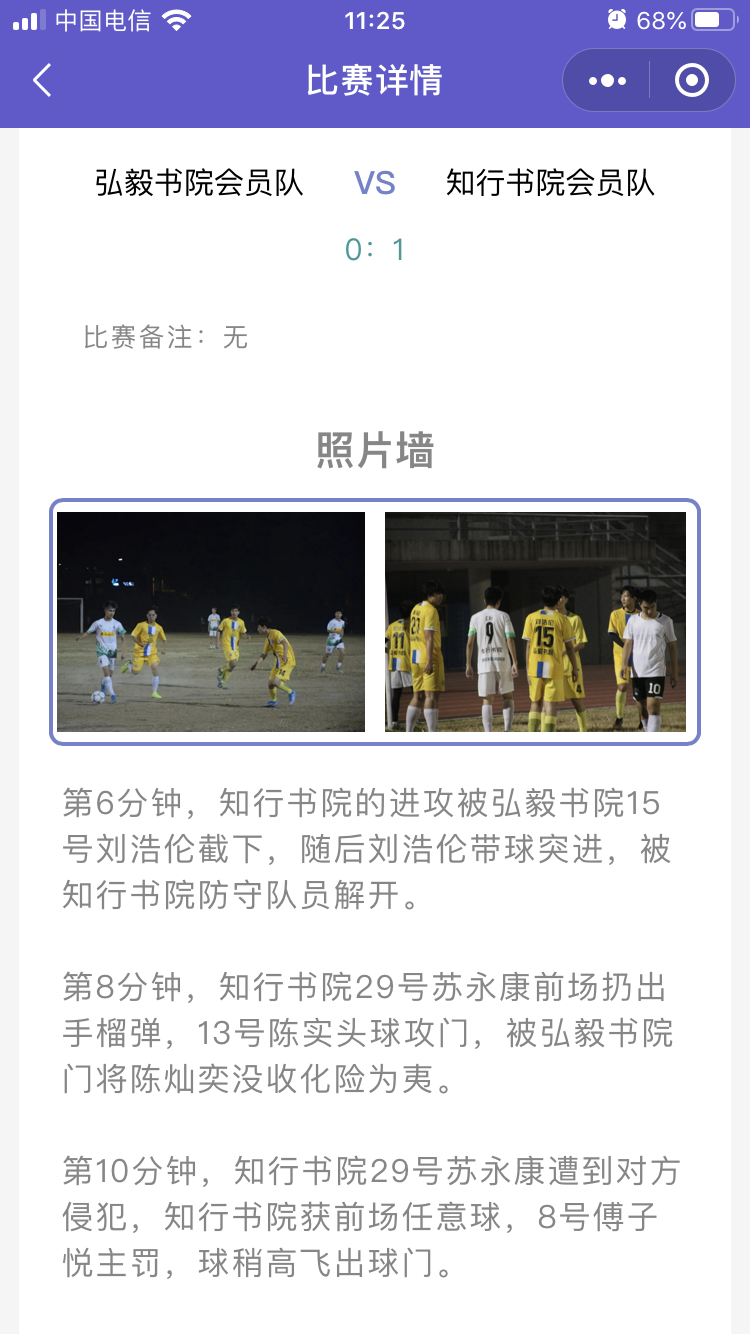 中国电信
11:25
68%
比赛详情
弘毅书院会员队 VS 知行书院会员队
0：1
比赛备注：无
照片墙
11
21
9
15
10
第6分钟，知行书院的进攻被弘毅书院15
号刘浩伦截下，随后刘浩伦带球突进，被
知行书院防守队员解开。
第8分钟，知行书院29号苏永康前场扔出
手榴弹，13号陈实头球攻门，被弘毅书院
门将陈灿奕没收化险为夷。
第10分钟，知行书院29号苏永康遭到对方
侵犯，知行书院获前场任意球，8号傅子
悦主罚，球稍高飞出球门。